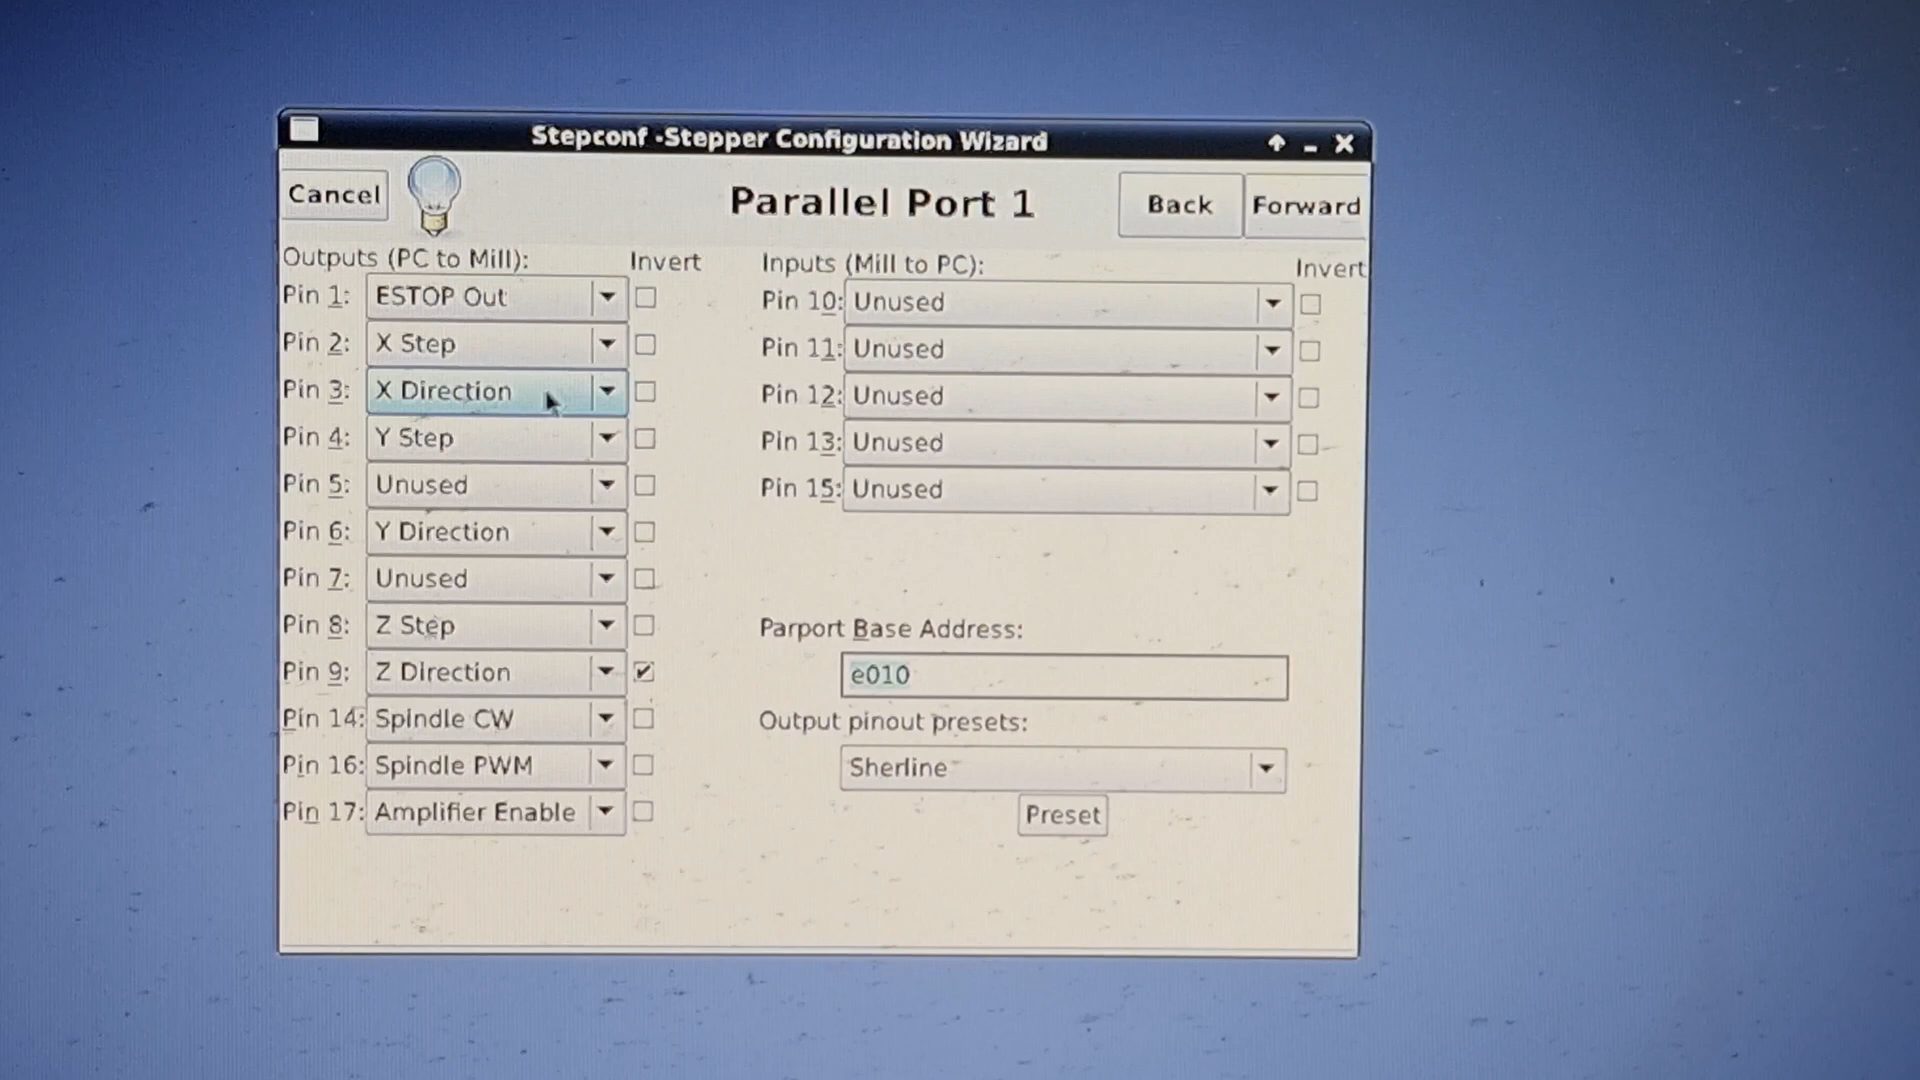 Stepconf -Stepper Configuration Wizard
Cancel
Parallel Port 1
Back
Forward
Outputs (PC to Mill):
Invert
Pin 1: ESTOP Out
Pin 2: X Step
Pin 3: X Direction
Pin 4: Y Step
Pin 5: Unused
Pin 6: Y Direction
Pin 7: Unused
Pin 8: Z Step
Pin 9: Z Direction
Pin 14: Spindle CW
Pin 16: Spindle PWM
Pin 17: Amplifier Enable
Inputs (Mill to PC):
Invert
Pin 10: Unused
Pin 11: Unused
Pin 12: Unused
Pin 13: Unused
Pin 15: Unused
Parport Base Address:
e010
Output pinout presets:
Sherline
Preset